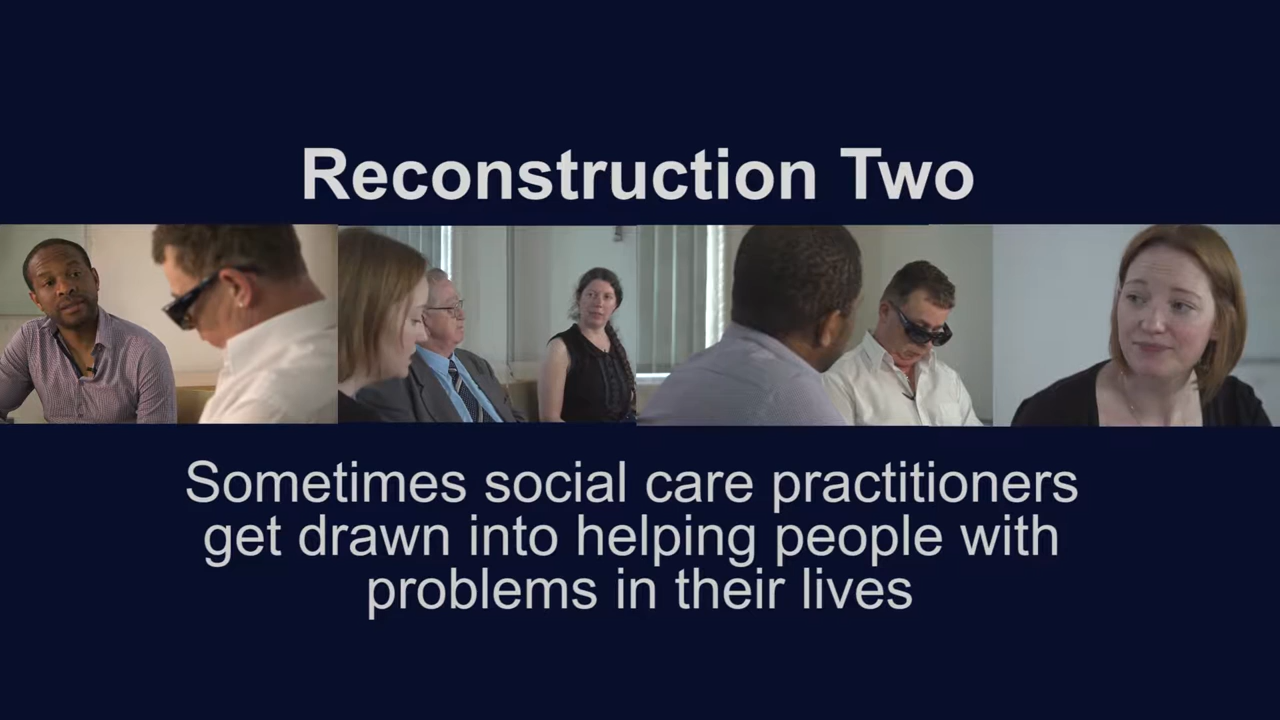 Reconstruction Two
Sometimes social care practitioners
get drawn into helping people with
problems in their lives